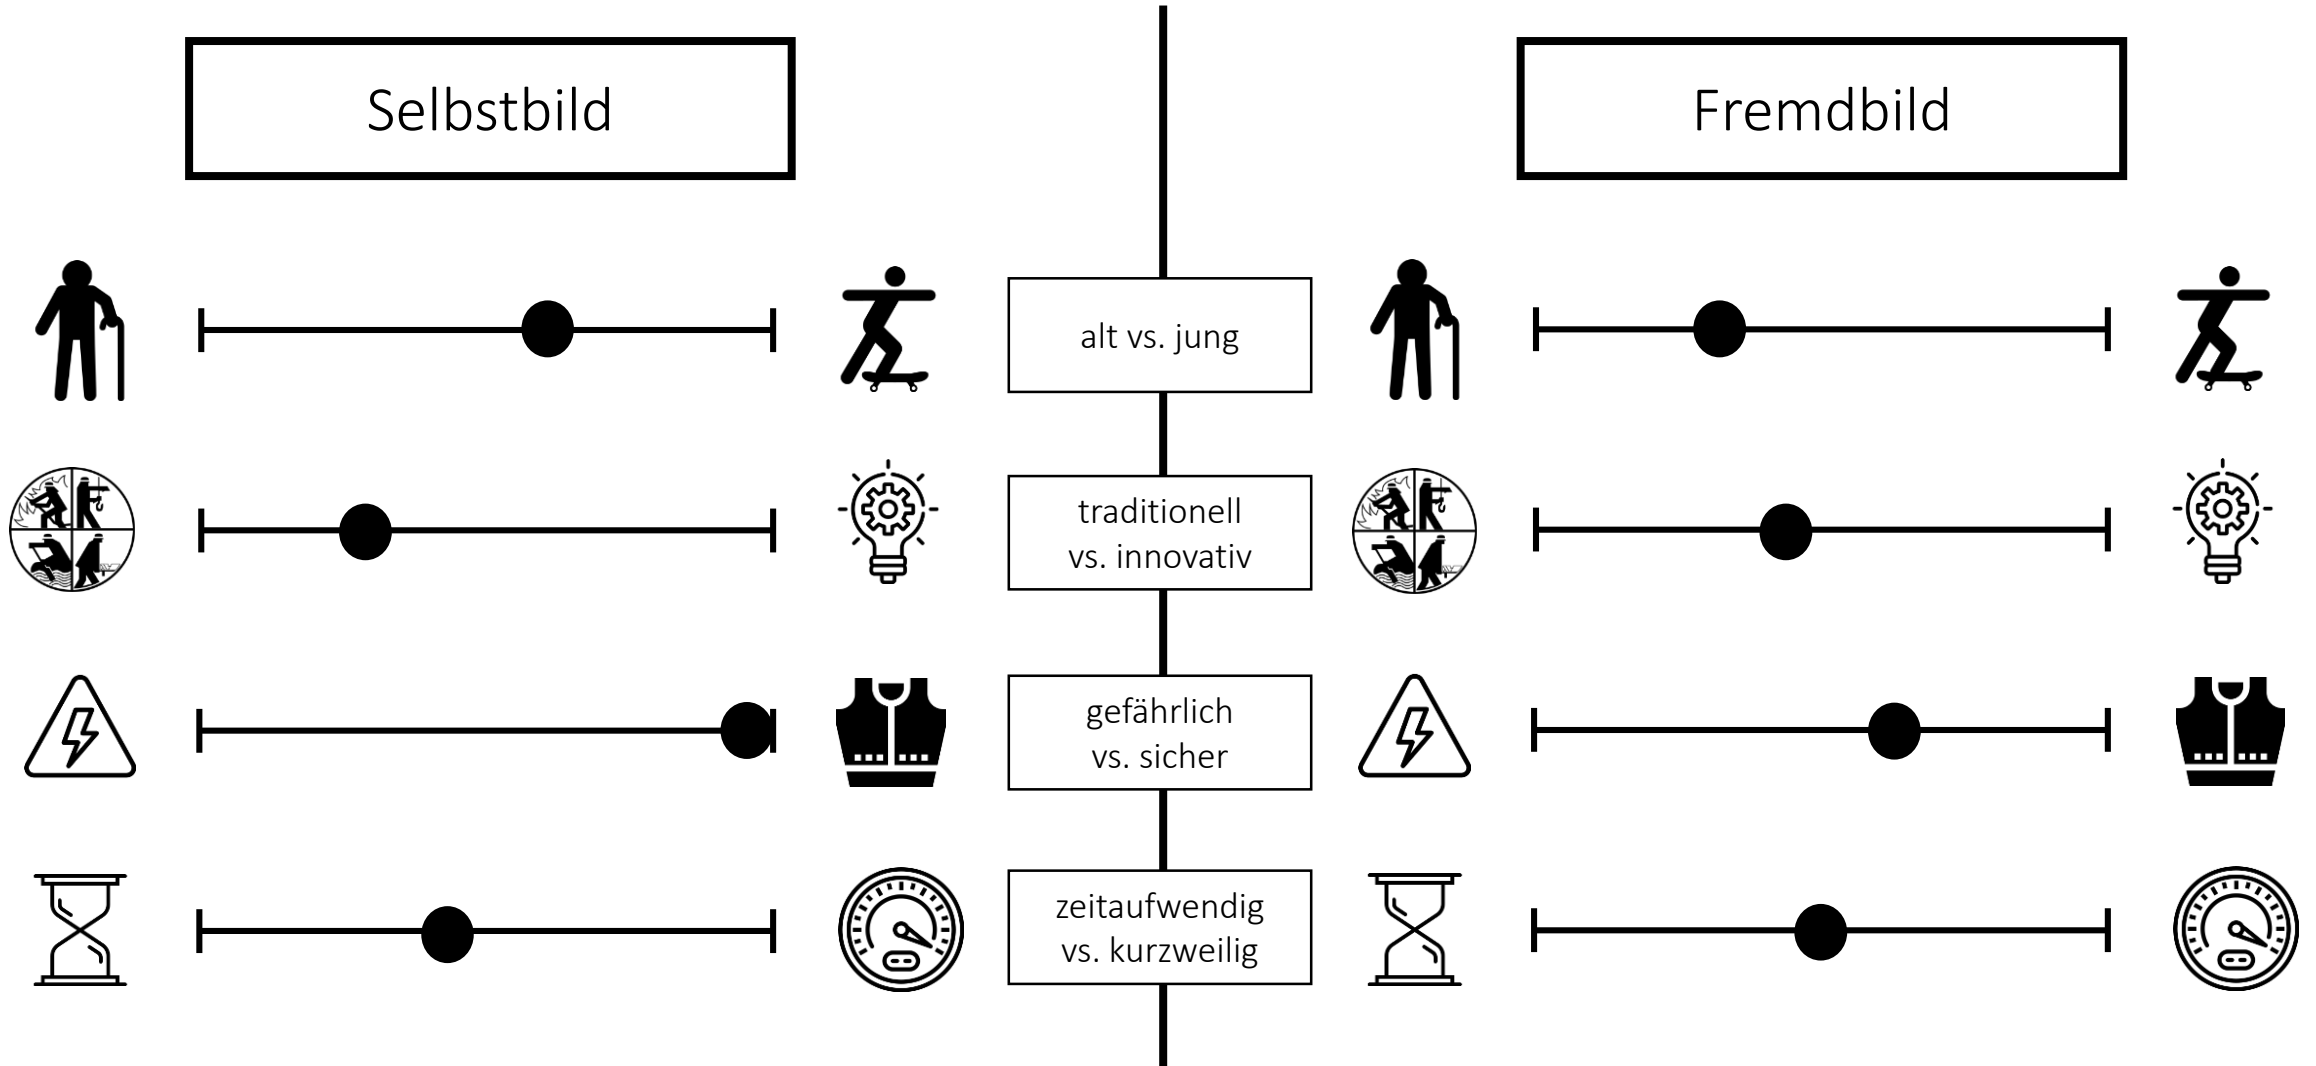 Selbstbild
Fremdbild
alt vs. jung
traditionell
vs. innovativ
gefährlich
vs. sicher
zeitaufwendig
vs. kurzweilig